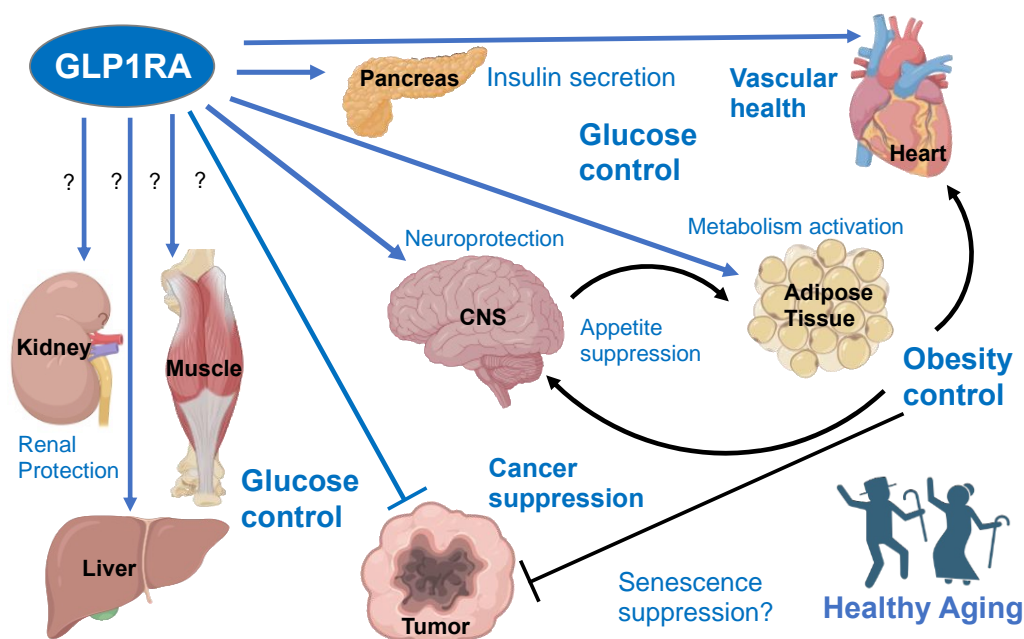 GLP1RA
Pancreas
Insulin secretion
Vascular
health
Heart
Glucose
control
? ? ? ?
Neuroprotection
Metabolism activation
CNS
Adipose
Tissue
Appetite
suppression
Kidney
Muscle
Obesity
control
Renal
Protection
Glucose
control
Cancer
suppression
Liver
Tumor
Senescence
suppression?
Healthy Aging